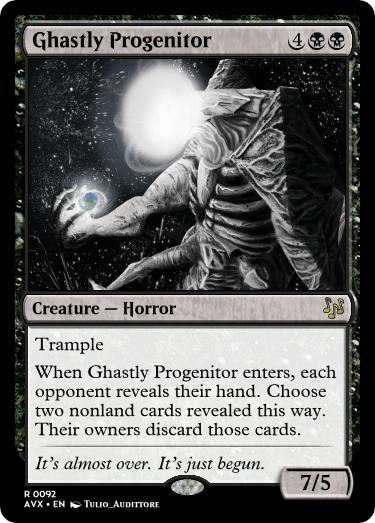 Ghastly Progenitor 4
Creature — Horror
Trample
When Ghastly Progenitor enters, each
opponent reveals their hand. Choose
two nonland cards revealed this way.
Their owners discard those cards.
It's almost over. It's just begun.
7/5
R 0092
AVX • EN Tulio_Audittore